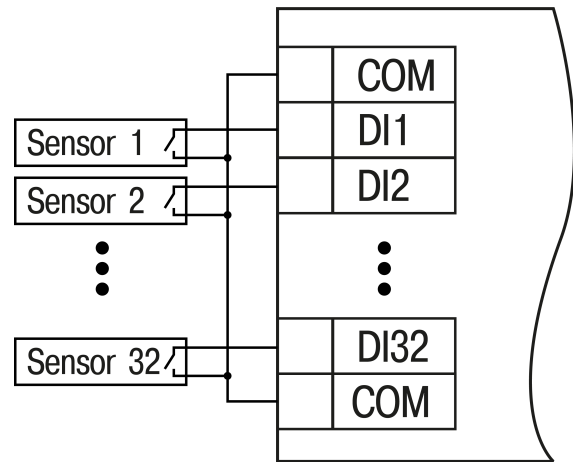 COM
DI1
Sensor 1
DI2
Sensor 2
DI32
Sensor 32
COM